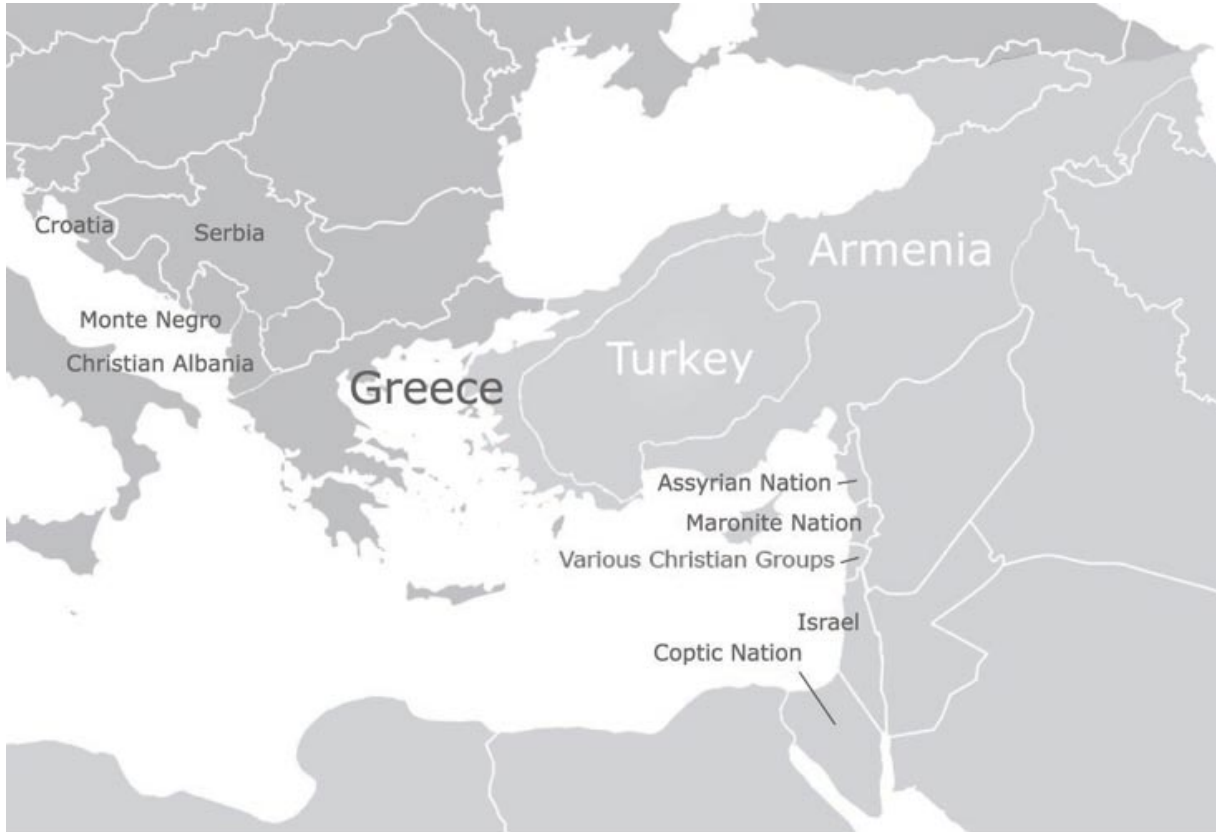 Croatia
Serbia
Armenia
Monte Negro
Christian Albania
Turkey
Greece
Assyrian Nation
Maronite Nation
Various Christian Groups
Israel
Coptic Nation